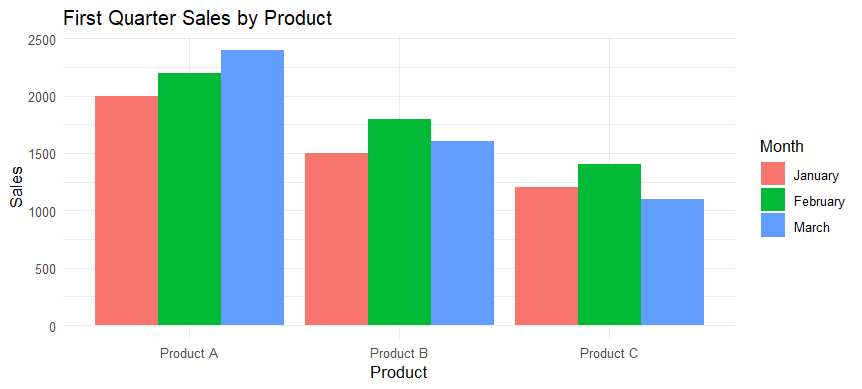 First Quarter Sales by Product
2500
2000
1500
1000
500
0
Sales
Product A
Product B
Product C
Product
Month
January
February
March